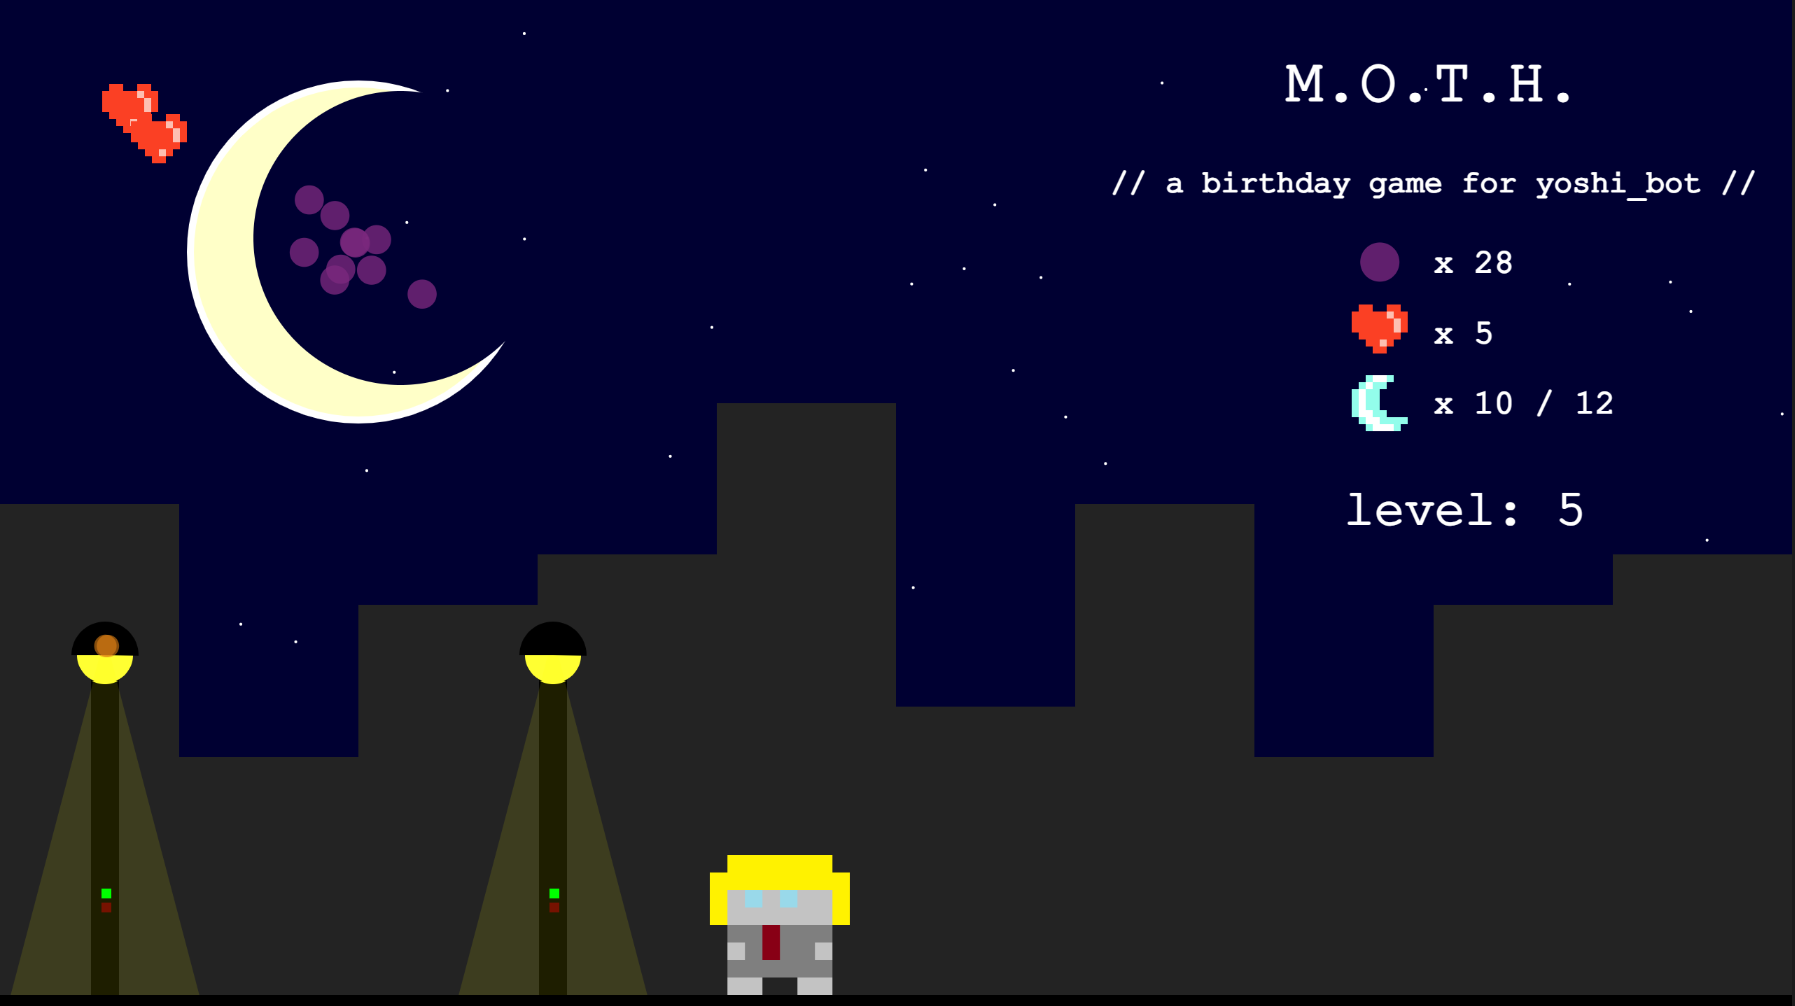 M.O.T.H.
// a birthday game for yoshi_bot //
x 28
x 5
x 10 / 12
level: 5